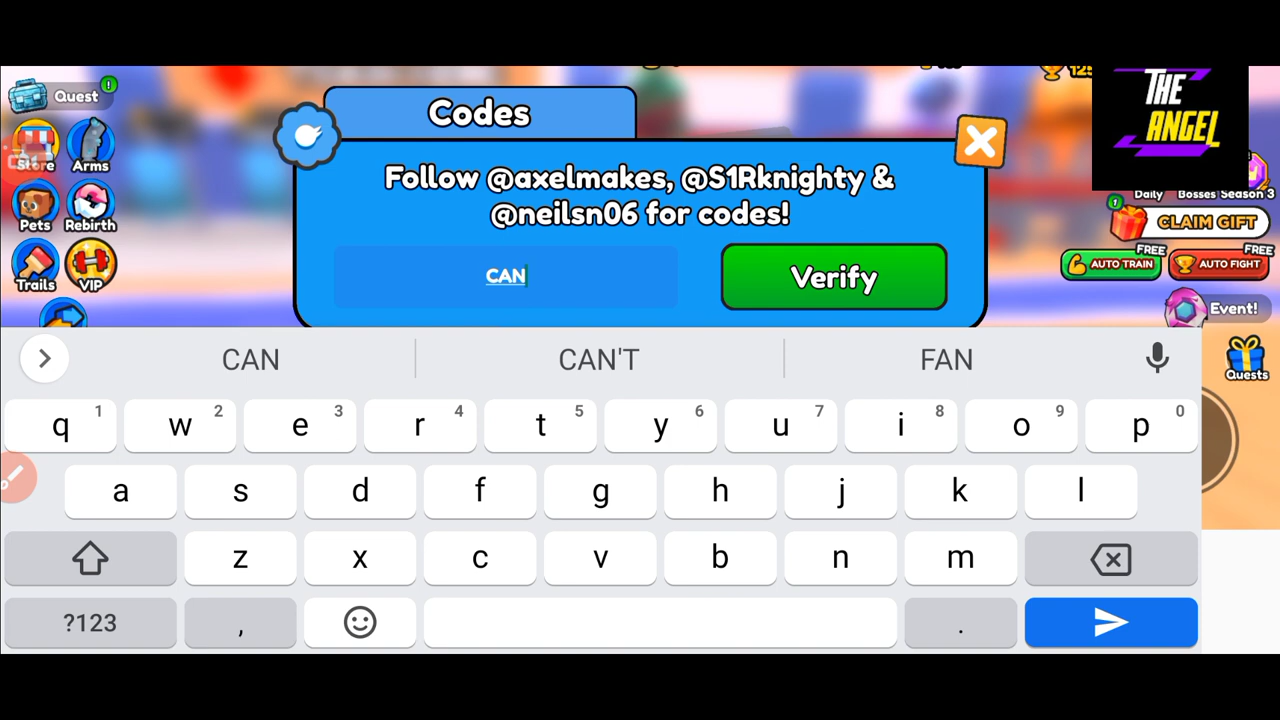 Quest
!
Store
Arms
Pets
Rebirth
Trails
VIP
Codes
Follow @axelmakes, @S1Rknighty &
@neilsn06 for codes!
CAN
Verify
THE
ANGEL
Daily Bosses Season 3
1
CLAIM GIFT
FREE
AUTO TRAIN
FREE
AUTO FIGHT
Event!
Quests
CAN CAN'T FAN
q 1 w 2 e 3 r 4 t 5 y 6 u 7 i 8 o 9 p 0
a s d f g h j k l
z x c v b n m
?123 , .